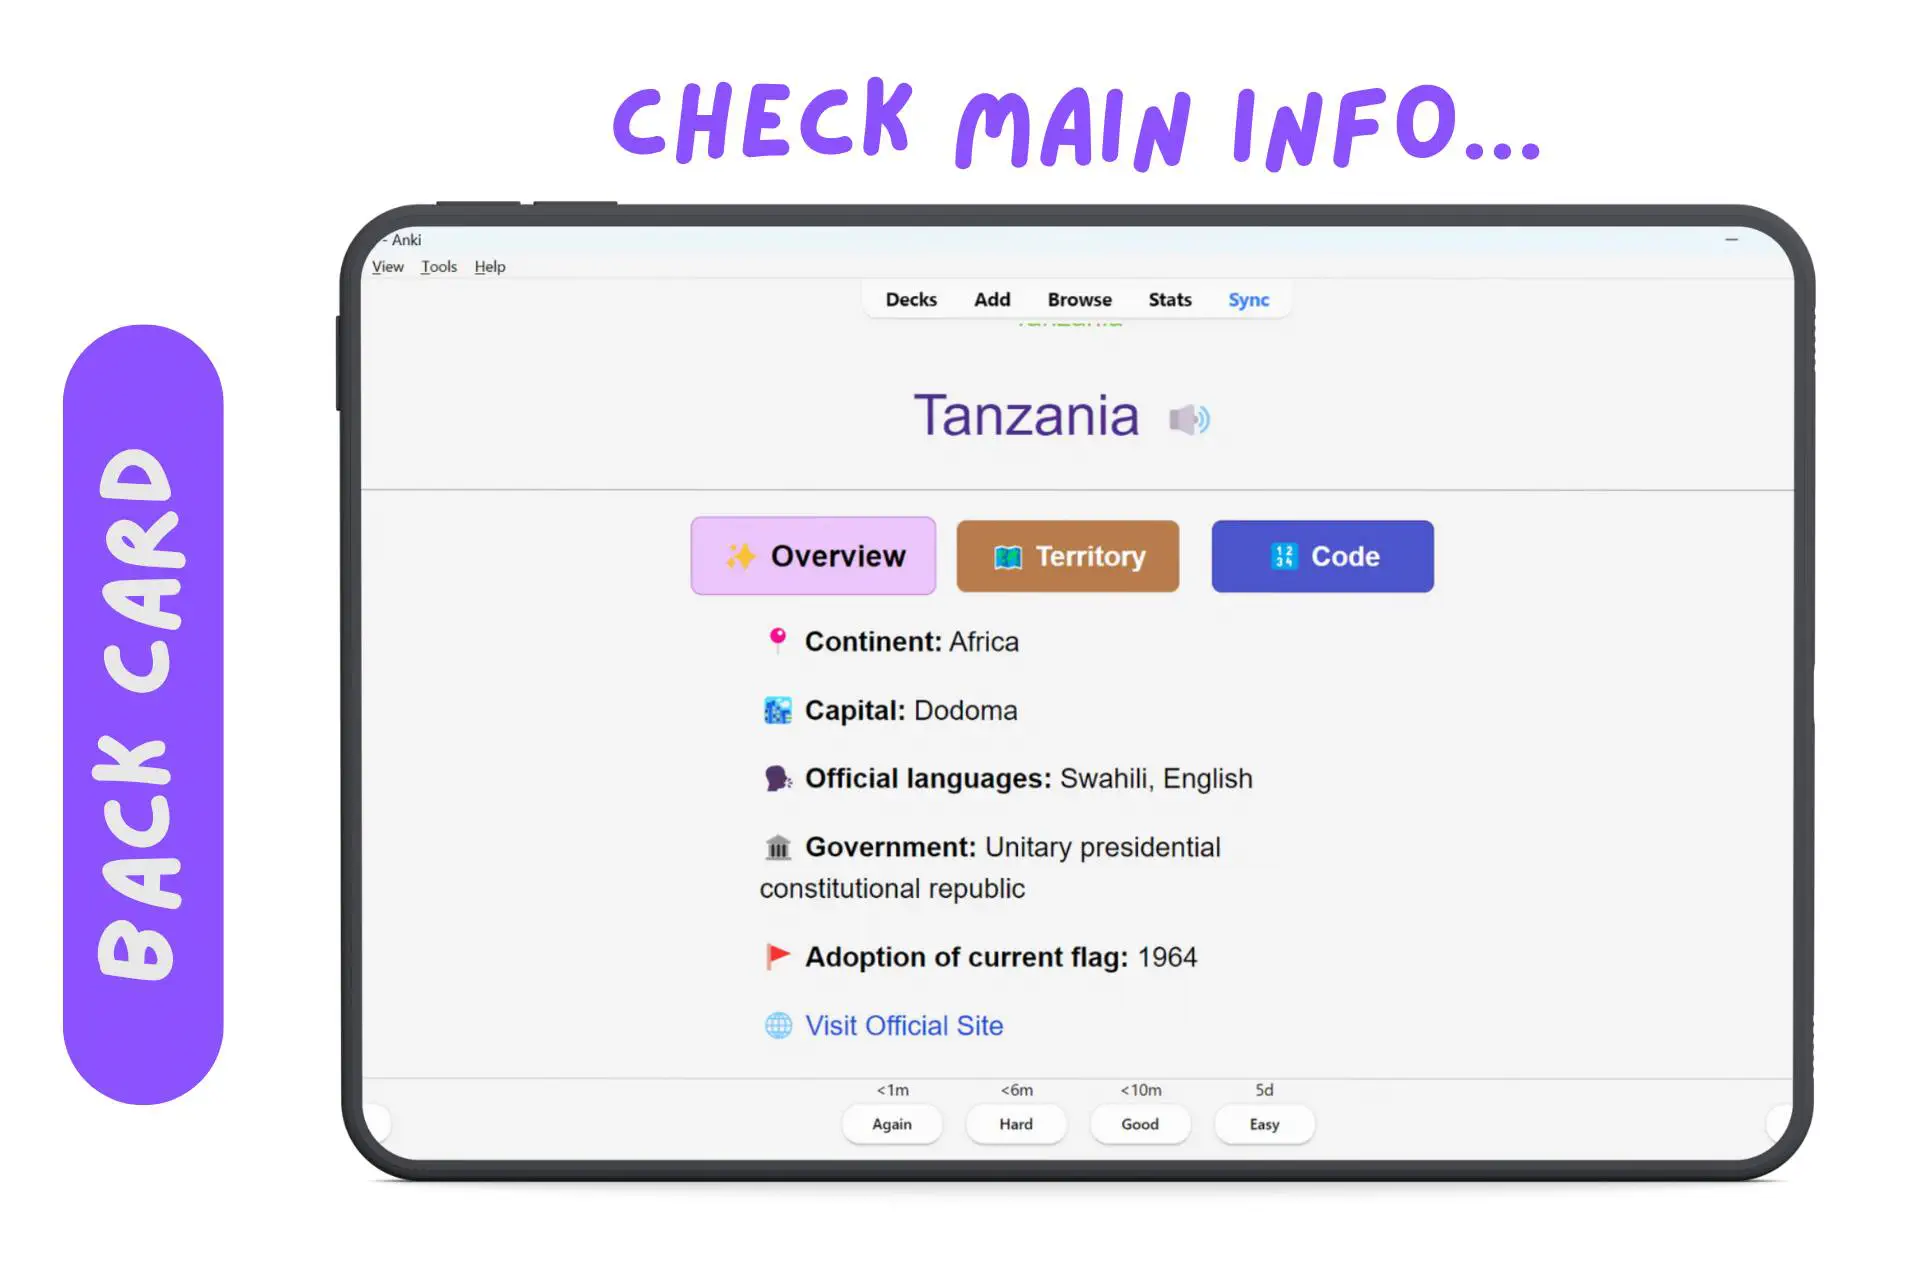 CHECK MAIN INFO...
BACK CARD
- Anki
View Tools Help
Decks Add Browse Stats Sync
Tanzania
Tanzania
Overview Territory Code
Continent: Africa
Capital: Dodoma
Official languages: Swahili, English
Government: Unitary presidential
constitutional republic
Adoption of current flag: 1964
Visit Official Site
<1m <6m <10m 5d
Again Hard Good Easy